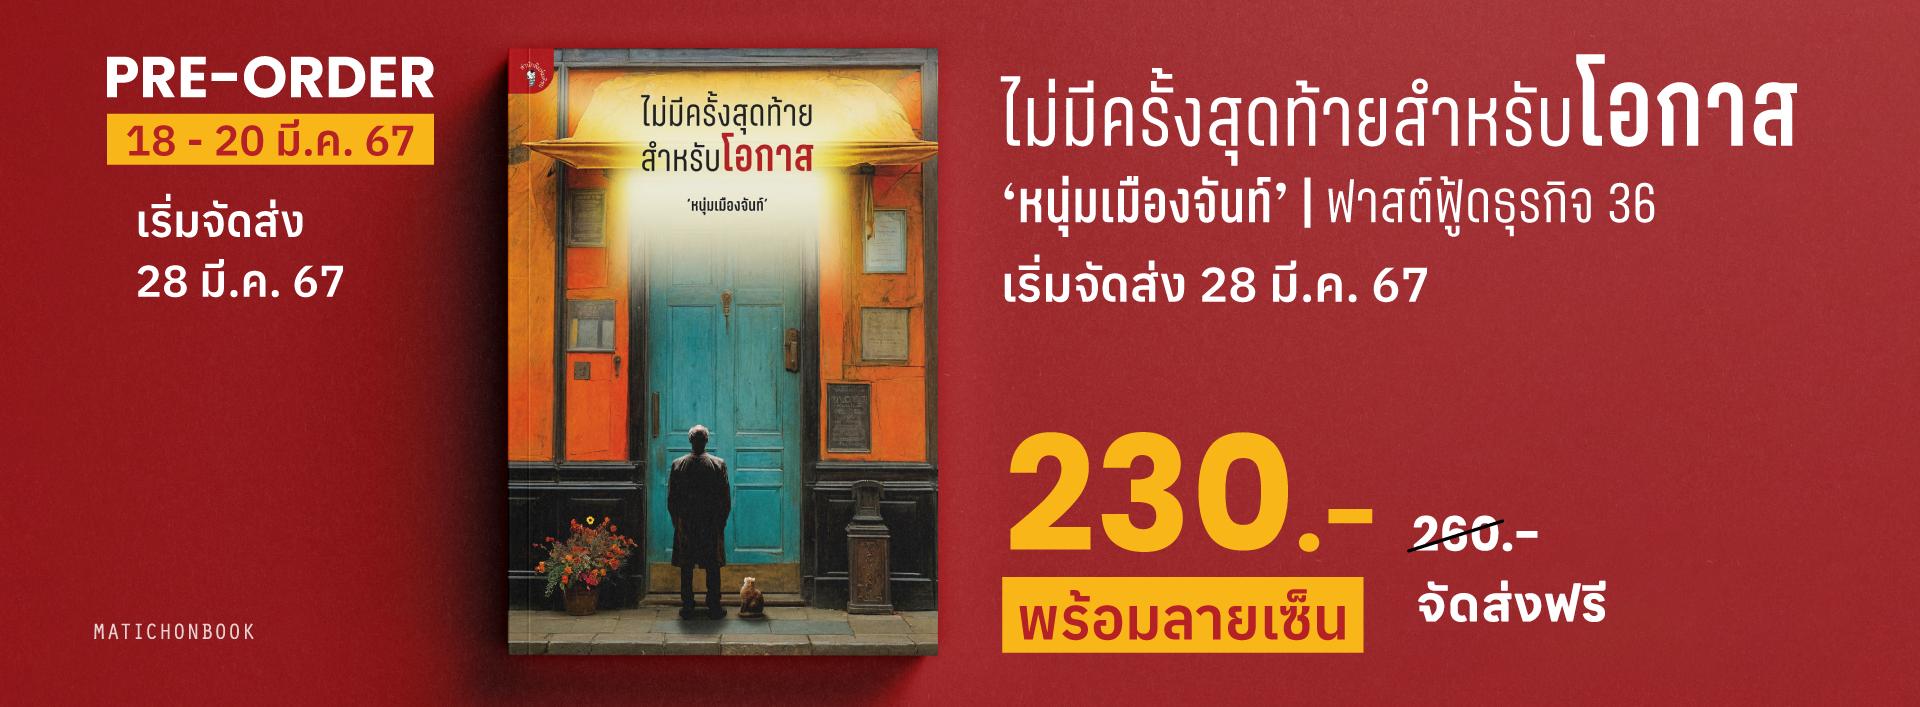 PRE-ORDER
18 - 20 มี.ค. 67
เริ่มจัดส่ง
28 มี.ค. 67
MATICHONBOOK
ไม่มีครั้งสุดท้าย
สำหรับโอกาส
'หนุ่มเมืองจันท์'
ไม่มีครั้งสุดท้ายสำหรับโอกาส
‘หนุ่มเมืองจันท์’ | ฟาสต์ฟู้ดธุรกิจ 36
เริ่มจัดส่ง 28 มี.ค. 67
230.-
260.-
พร้อมลายเซ็น
จัดส่งฟรี